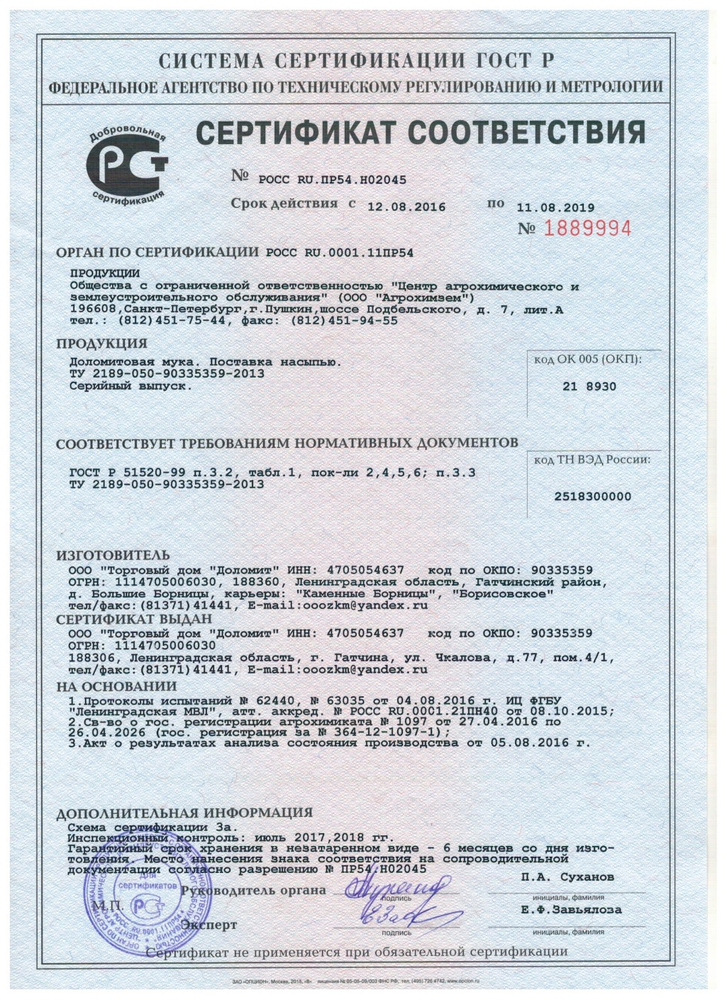 СИСТЕМА СЕРТИФИКАЦИИ ГОСТ Р
ФЕДЕРАЛЬНОЕ АГЕНТСТВО ПО ТЕХНИЧЕСКОМУ РЕГУЛИРОВАНИЮ И МЕТРОЛОГИИ
Добровольная
РСТ
сертификация
СЕРТИФИКАТ СООТВЕТСТВИЯ
№ РОСС RU.ПР54.Н02045
Срок действия с 12.08.2016 по 11.08.2019
№ 1889994
ОРГАН ПО СЕРТИФИКАЦИИ РОСС RU.0001.11ПР54
ПРОДУКЦИИ
Общества с ограниченной ответственностью "Центр агрохимического и
землеустроительного обслуживания" (ООО "Агрохимзем")
196608,Санкт-Петербург,г.Пушкин,шоссе Подбельского, д. 7, лит.А
тел.: (812)451-75-44, факс: (812)451-94-55
ПРОДУКЦИЯ
Доломитовая мука. Поставка насыпью.
ТУ 2189-050-90335359-2013
Серийный выпуск.
код ОК 005 (ОКП):
21 8930
СООТВЕТСТВУЕТ ТРЕБОВАНИЯМ НОРМАТИВНЫХ ДОКУМЕНТОВ
ГОСТ Р 51520-99 п.3.2, табл.1, пок-ли 2,4,5,6; п.3.3
ТУ 2189-050-90335359-2013
код ТН ВЭД России:
2518300000
ИЗГОТОВИТЕЛЬ
ООО "Торговый дом "Доломит" ИНН: 4705054637 код по ОКПО: 90335359
ОГРН: 1114705006030, 188360, Ленинградская область, Гатчинский район,
д. Большие Борницы, карьеры: "Каменные Борницы", "Борисовское"
тел/факс:(81371)41441, E-mail:ooozkm@yandex.ru
СЕРТИФИКАТ ВЫДАН
ООО "Торговый дом "Доломит" ИНН: 4705054637 код по ОКПО: 90335359
ОГРН: 1114705006030
188306, Ленинградская область, г. Гатчина, ул. Чкалова, д.77, пом.4/1,
тел/факс:(81371)41441, E-mail:ooozkm@yandex.ru
НА ОСНОВАНИИ
1.Протоколы испытаний № 62440, № 63035 от 04.08.2016 г. ИЦ ФГБУ
"Ленинградская МВЛ", атт. аккред. № РОСС RU.0001.21ПН40 от 08.10.2015;
2.Св-во о гос. регистрации агрохимиката № 1097 от 27.04.2016 по
26.04.2026 (гос. регистрация за № 364-12-1097-1);
3.Акт о результатах анализа состояния производства от 05.08.2016 г.
ДОПОЛНИТЕЛЬНАЯ ИНФОРМАЦИЯ
Схема сертификации 3а.
Инспекционный контроль: июль 2017,2018 гг.
Гарантийный срок хранения в незатаренном виде - 6 месяцев со дня изго-
товления. Место нанесения знака соответствия на сопроводительной
документации согласно разрешению № ПР54/Н02045
П.А. Суханов
Руководитель органа
подпись
инициалы, фамилия
Е.Ф.Завьялоза
Эксперт
подпись
инициалы, фамилия
М.П.
Для
сертификатов
РСТ
РОСС RU.0001.11ПР54
Сертификат не применяется при обязательной сертификации
ЗАО «ОПЦИОН», Москва, 2015, «В». лицензия № 05-05-09/003 ФНС РФ, тел. (495) 726 4742, www.opcion.ru